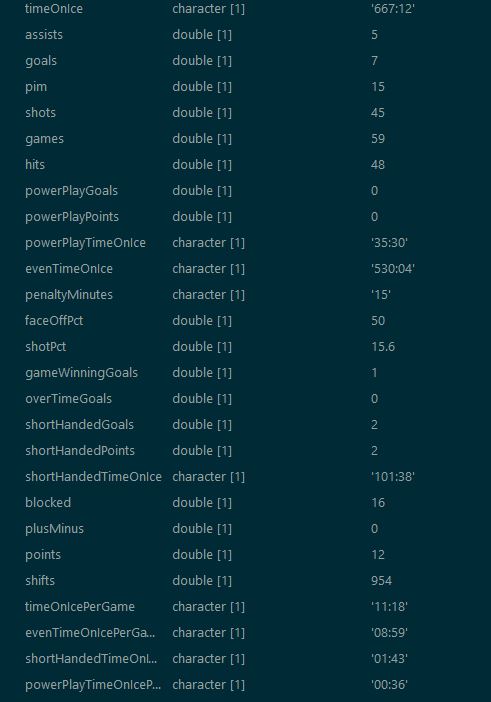 timeOnIce character [1] '667:12'
assists double [1] 5
goals double [1] 7
pim double [1] 15
shots double [1] 45
games double [1] 59
hits double [1] 48
powerPlayGoals double [1] 0
powerPlayPoints double [1] 0
powerPlayTimeOnIce character [1] '35:30'
evenTimeOnIce character [1] '530:04'
penaltyMinutes character [1] '15'
faceOffPct double [1] 50
shotPct double [1] 15.6
gameWinningGoals double [1] 1
overTimeGoals double [1] 0
shortHandedGoals double [1] 2
shortHandedPoints double [1] 2
shortHandedTimeOnIce character [1] '101:38'
blocked double [1] 16
plusMinus double [1] 0
points double [1] 12
shifts double [1] 954
timeOnIcePerGame character [1] '11:18'
evenTimeOnIcePerGa... character [1] '08:59'
shortHandedTimeOnI... character [1] '01:43'
powerPlayTimeOnIceP... character [1] '00:36'